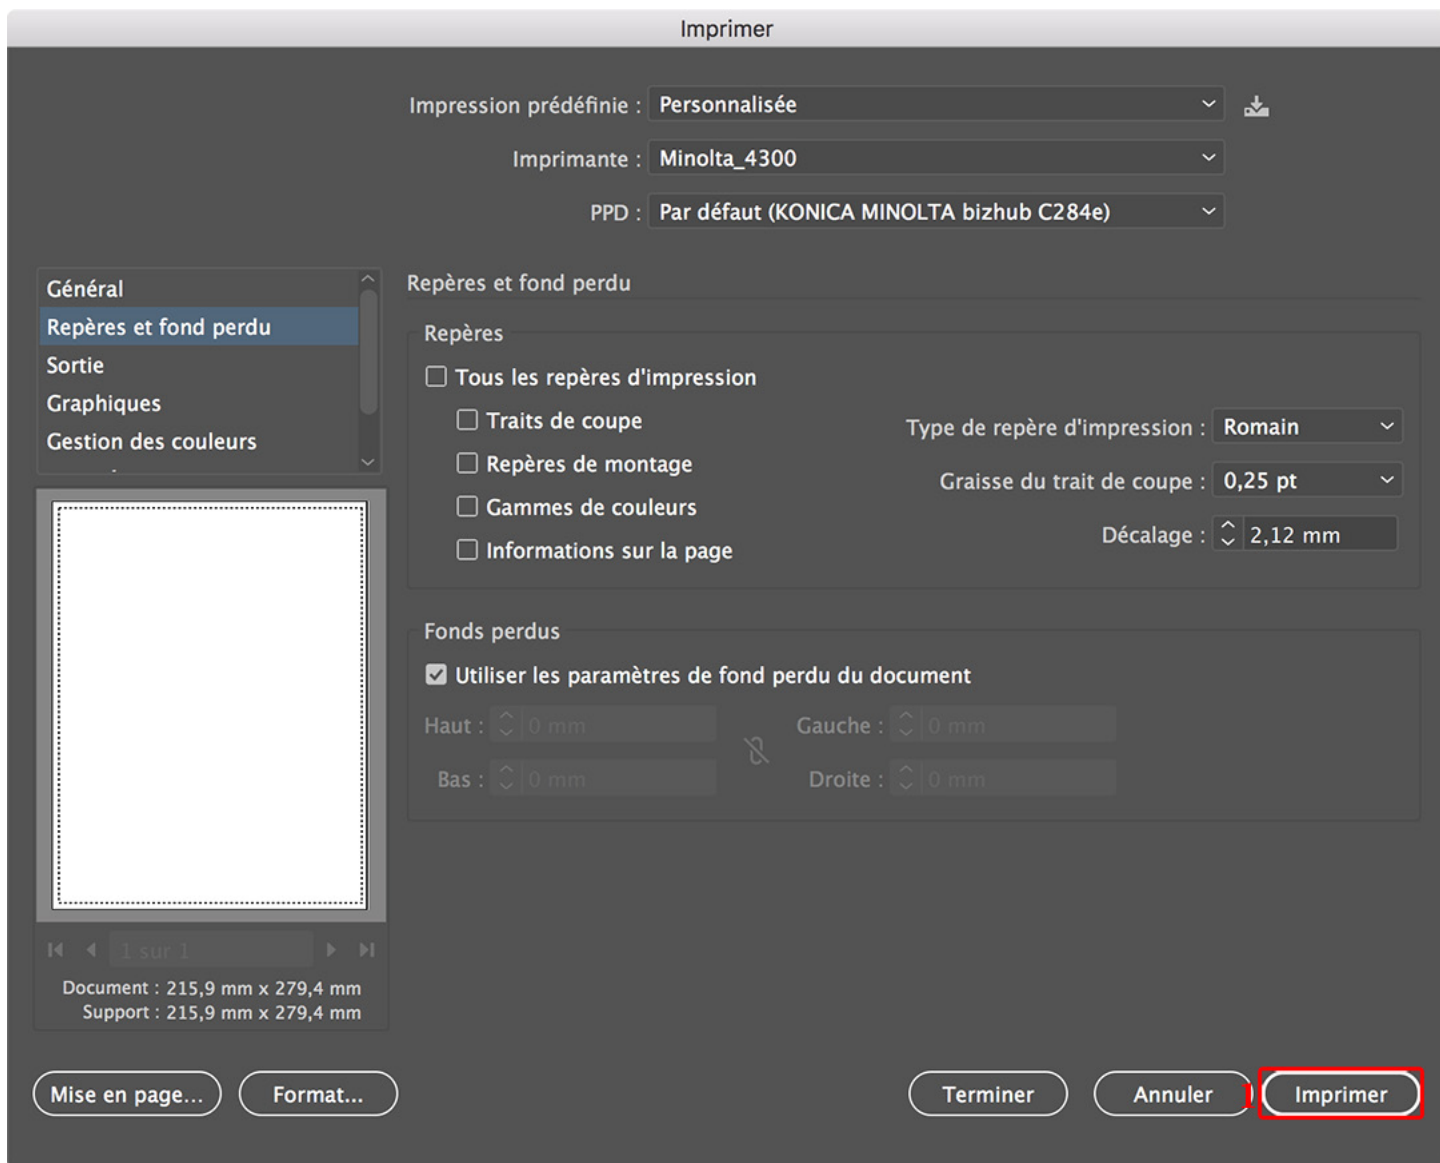 Imprimer
Impression prédéfinie : Personnalisée
Imprimante : Minolta_4300
PPD : Par défaut (KONICA MINOLTA bizhub C284e)
Général
Repères et fond perdu
Sortie
Graphiques
Gestion des couleurs
Repères et fond perdu
Repères
Tous les repères d'impression
Traits de coupe
Repères de montage
Gammes de couleurs
Informations sur la page
Type de repère d'impression : Romain
Graisse du trait de coupe : 0,25 pt
Décalage : 2,12 mm
Fonds perdus
Utiliser les paramètres de fond perdu du document
Haut : 0 mm Gauche : 0 mm
Bas : 0 mm Droite : 0 mm
1 sur 1
Document : 215,9 mm x 279,4 mm
Support : 215,9 mm x 279,4 mm
Mise en page... Format... Terminer Annuler 1 Imprimer